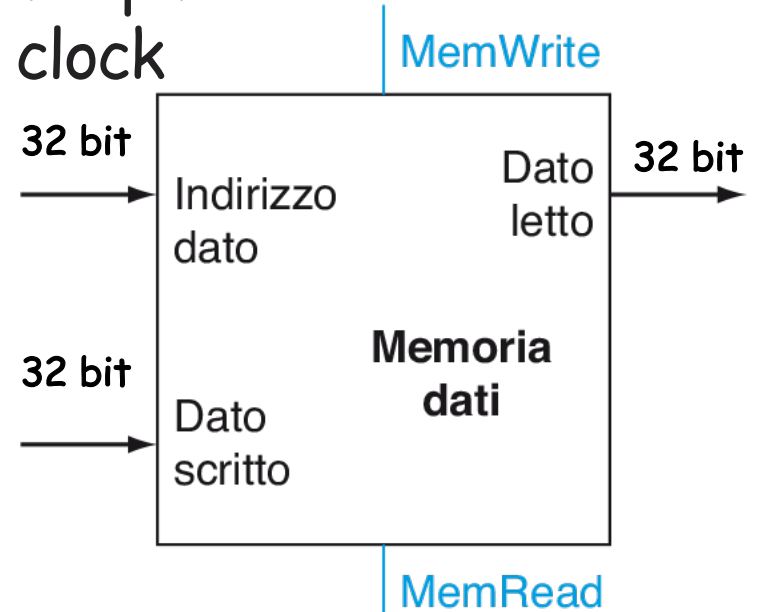 clock
MemWrite
32 bit
Indirizzo
dato
Dato
letto
32 bit
Memoria
dati
32 bit
Dato
scritto
MemRead